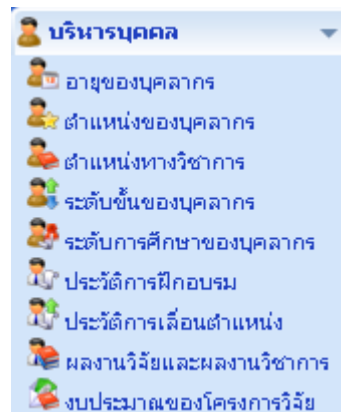 บริหารบุคคล
อายุของบุคลากร
ตำแหน่งของบุคลากร
ตำแหน่งทางวิชาการ
ระดับขั้นของบุคลากร
ระดับการศึกษาของบุคลากร
ประวัติการฝึกอบรม
ประวัติการเลื่อนตำแหน่ง
ผลงานวิจัยและผลงานวิชาการ
งบประมาณของโครงการวิจัย